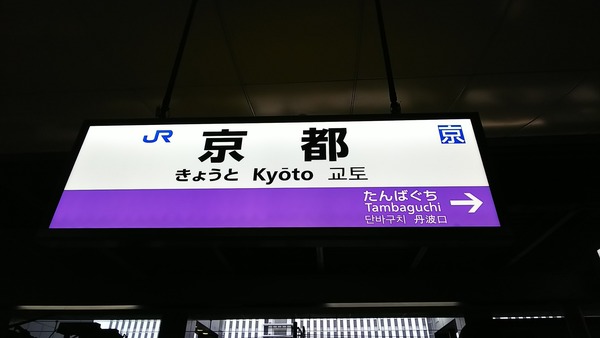 JR 京都 京
きょうと Kyōto 교토
たんばぐち
Tambaguchi
단바구치 丹波口